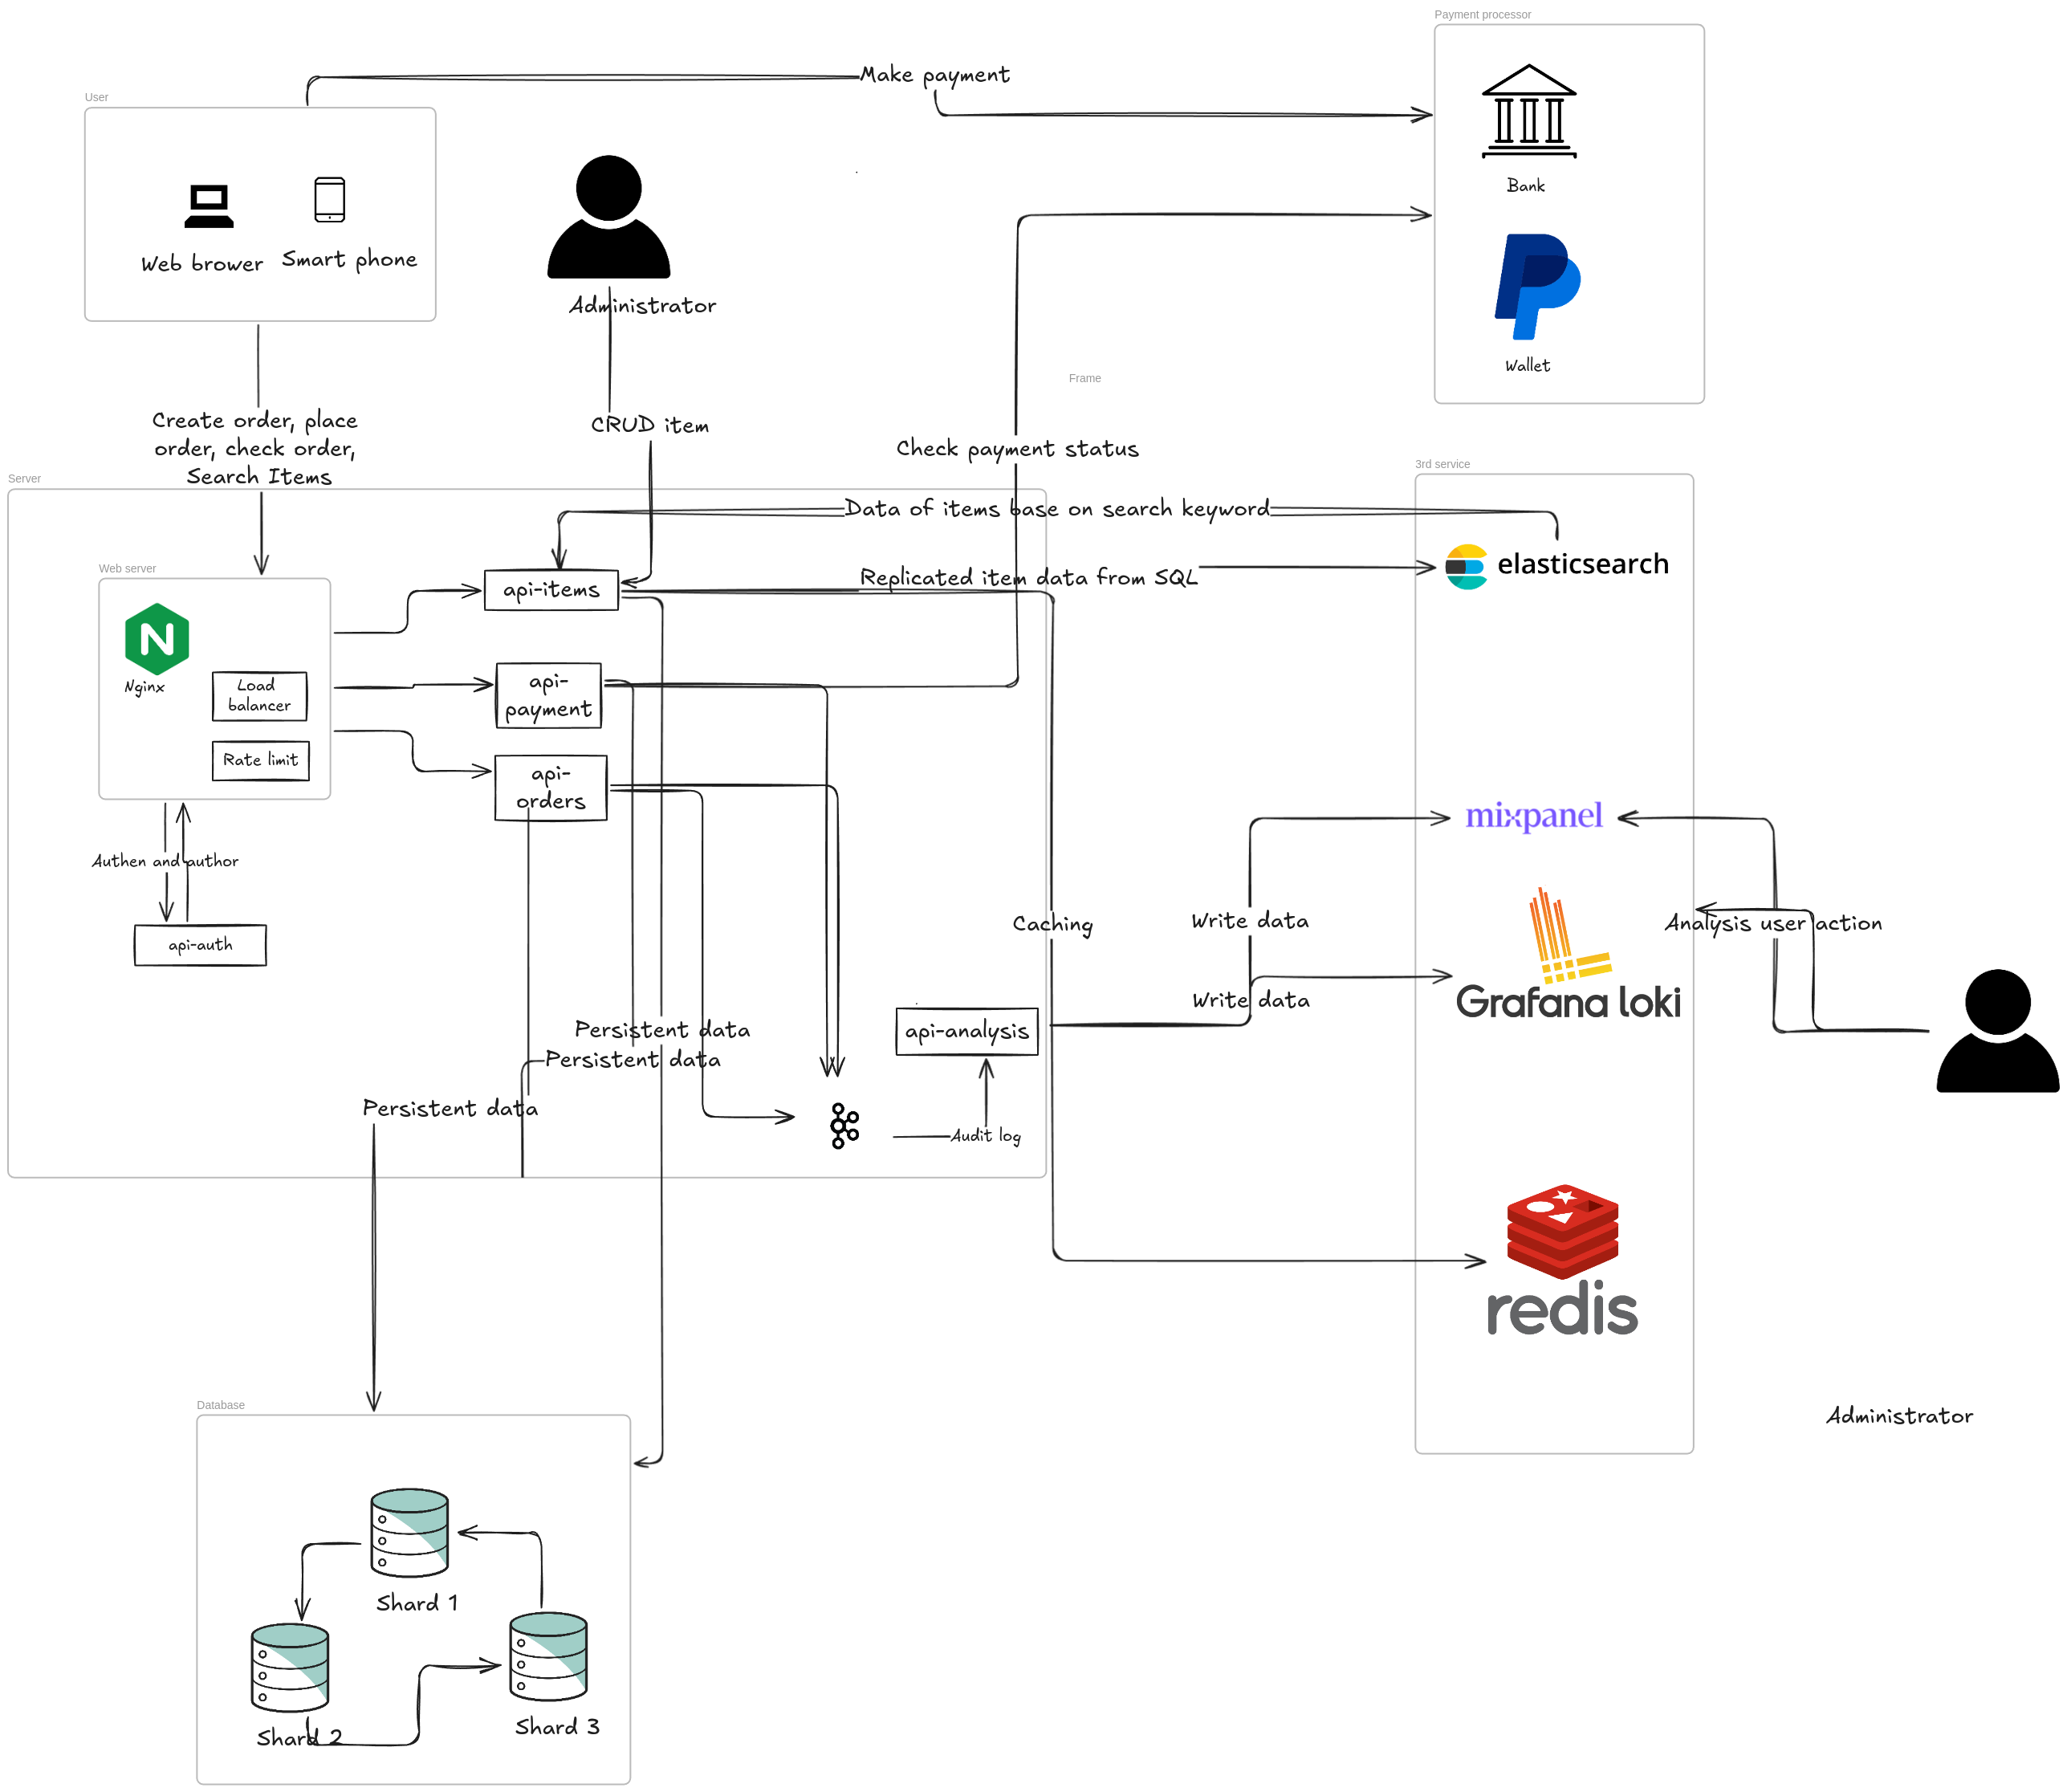 Payment processor
Make payment
User
Bank
Web brower
Smart phone
Administrator
Wallet
Frame
Create order, place
order, check order,
Search Items
CRUD item
Check payment status
3rd service
Server
Data of items base on search keyword
elasticsearch
Web server
Replicated item data from SQL
api-items
Nginx
Load
balancer
api-
payment
Rate limit
api-
orders
mixpanel
Authen and author
api-auth
Caching
Write data
Analysis user action
Write data
Grafana loki
Persistent data
api-analysis
Persistent data
Persistent data
Audit log
redis
Database
Administrator
Shard 1
Shard 2
Shard 3